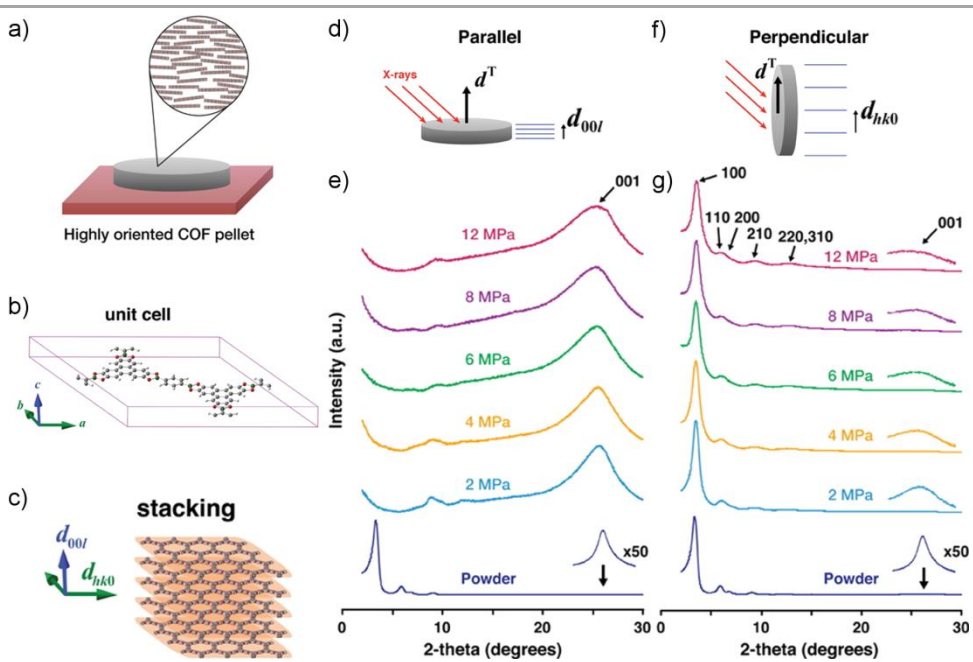 a)
Highly oriented COF pellet
b)
unit cell
c
b
a
c)
stacking
d00l
dhk0
d)
Parallel
X-rays
dT
d00l
e)
001
12 MPa
8 MPa
6 MPa
4 MPa
2 MPa
x50
Powder
Intensity (a.u.)
0 10 20 30
2-theta (degrees)
f)
Perpendicular
dT
dhk0
g)
100
110 200
210
220,310
001
12 MPa
8 MPa
6 MPa
4 MPa
2 MPa
x50
Powder
0 10 20 30
2-theta (degrees)